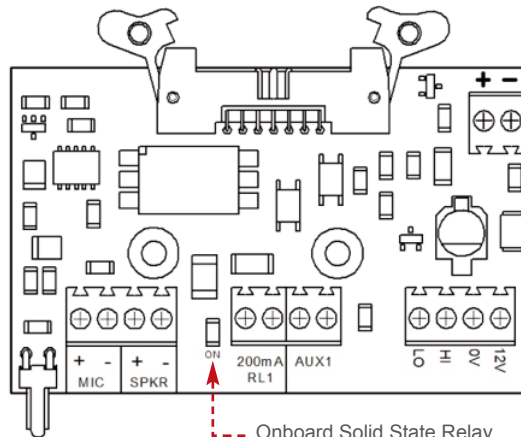 + -
+ -
MIC
+ -
SPKR
ON
200mA
RL1
AUX1
LO
HI
0V
12V
Onboard Solid State Relay